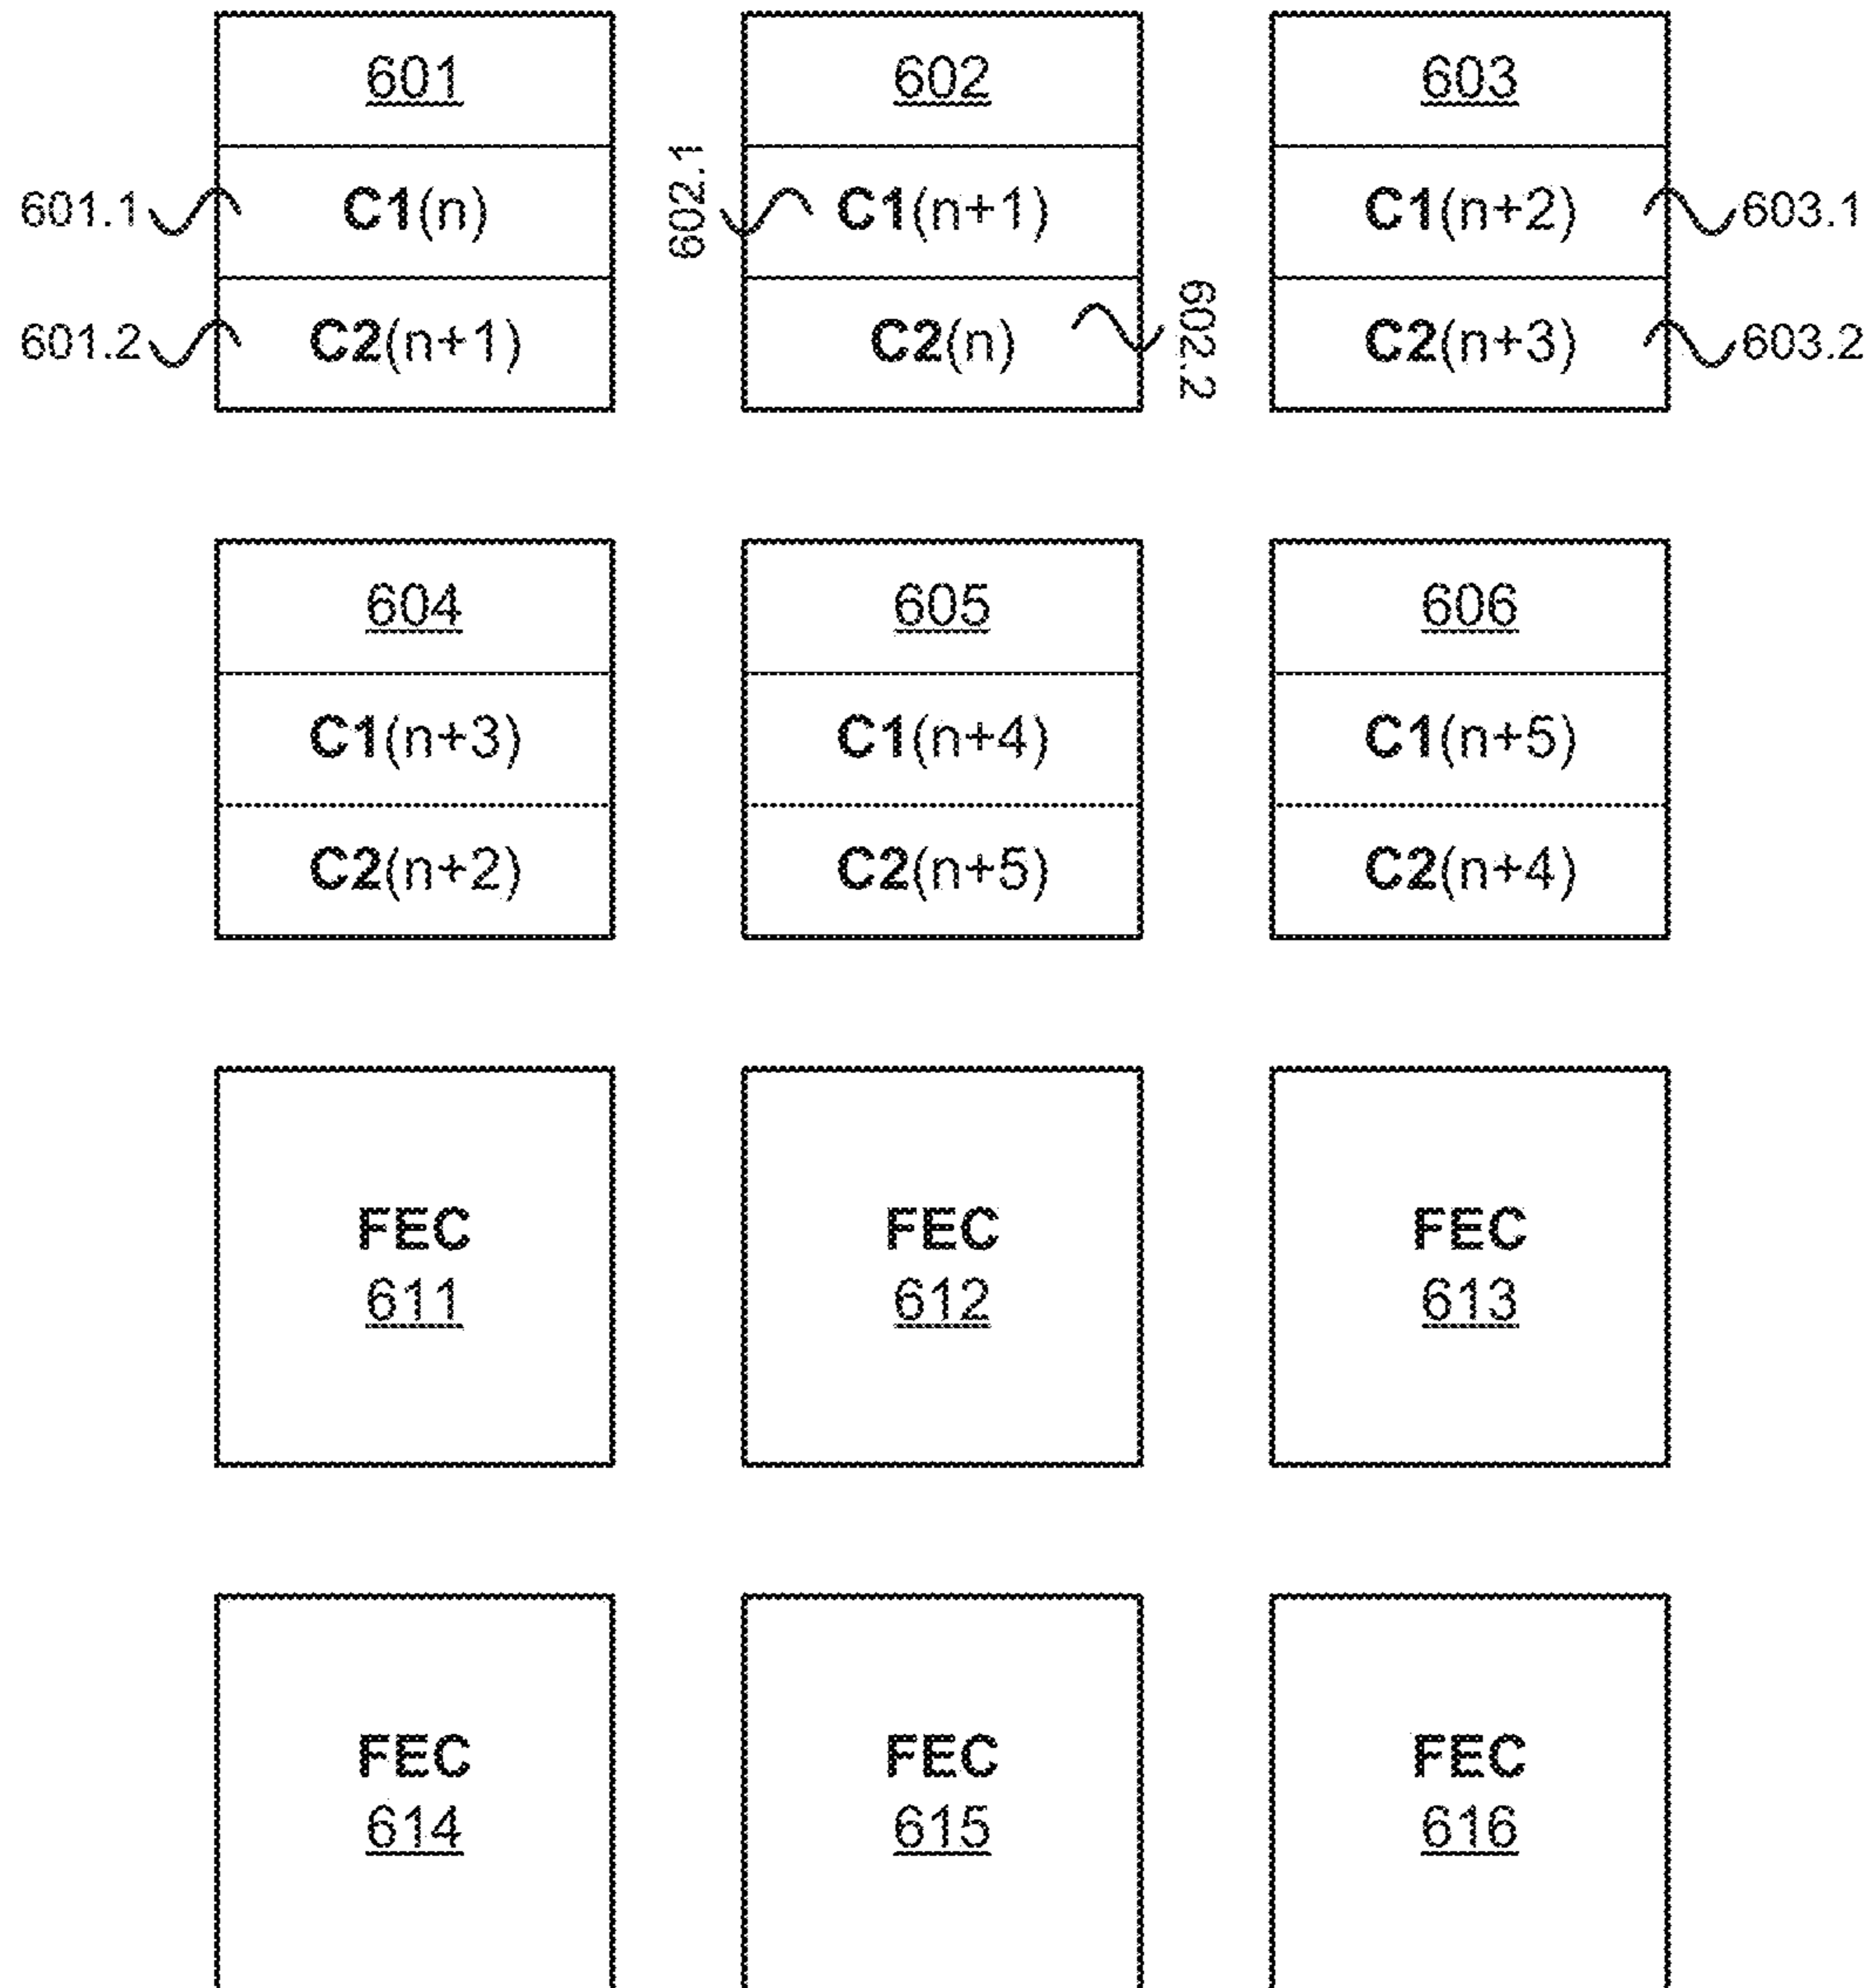 601
602
603
601.1
C1(n)
602.1
C1(n+1)
C1(n+2)
603.1
601.2
C2(n+1)
C2(n)
602.2
C2(n+3)
603.2
604
605
606
C1(n+3)
C1(n+4)
C1(n+5)
C2(n+2)
C2(n+5)
C2(n+4)
FEC
611
FEC
612
FEC
613
FEC
614
FEC
615
FEC
616